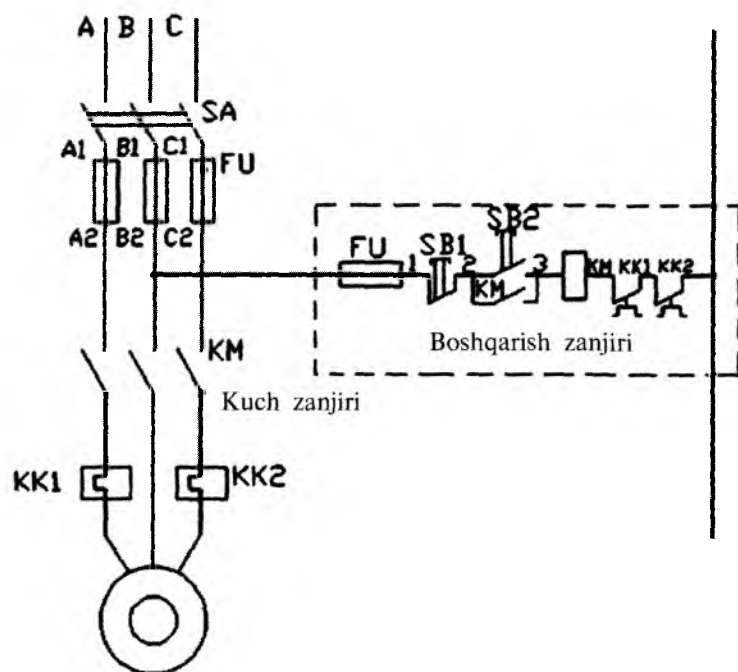 A B C
SA
A1 B1 C1
FU
A2 B2 C2
SB2
FU 1 SB1 2 3 KM KK1 KK2
KM
Boshqarish zanjiri
KM
Kuch zanjiri
KK1 KK2